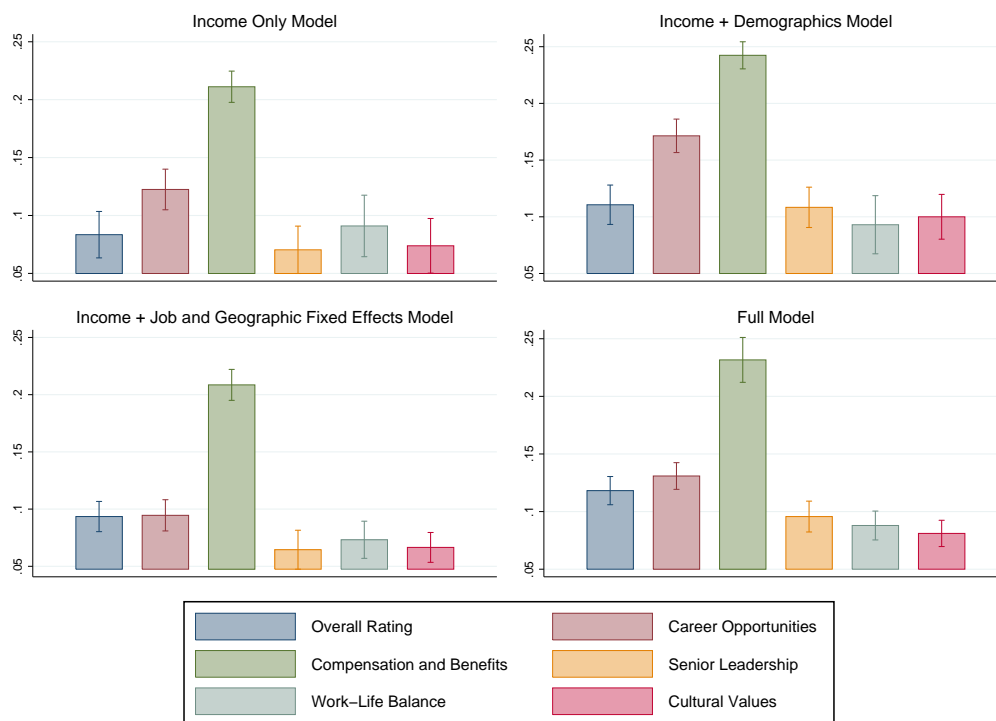 Income Only Model
Income + Demographics Model
.25
.2
.15
.1
.05
.25
.2
.15
.1
.05
Income + Job and Geographic Fixed Effects Model
Full Model
.25
.2
.15
.1
.05
.25
.2
.15
.1
.05
Overall Rating
Career Opportunities
Compensation and Benefits
Senior Leadership
Work−Life Balance
Cultural Values